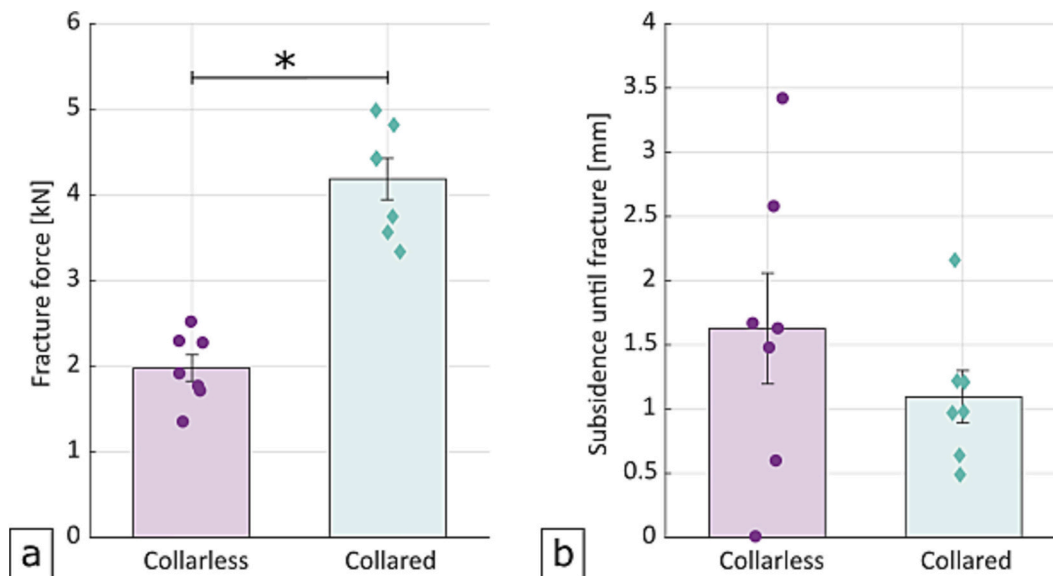 6
5
4
3
2
1
0
Fracture force [kN]
*
Collarless
Collared
a
4
3.5
3
2.5
2
1.5
1
0.5
0
Subsidence until fracture [mm]
Collarless
Collared
b